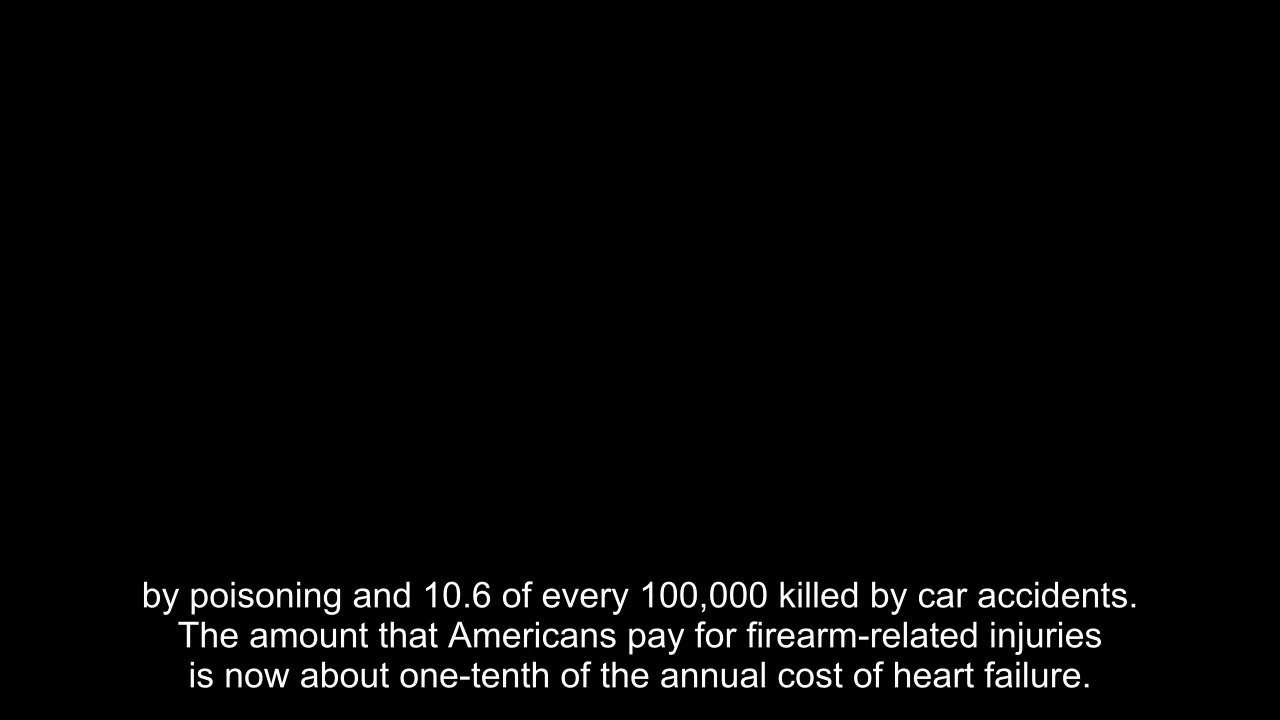 by poisoning and 10.6 of every 100,000 killed by car accidents.
The amount that Americans pay for firearm-related injuries
is now about one-tenth of the annual cost of heart failure.